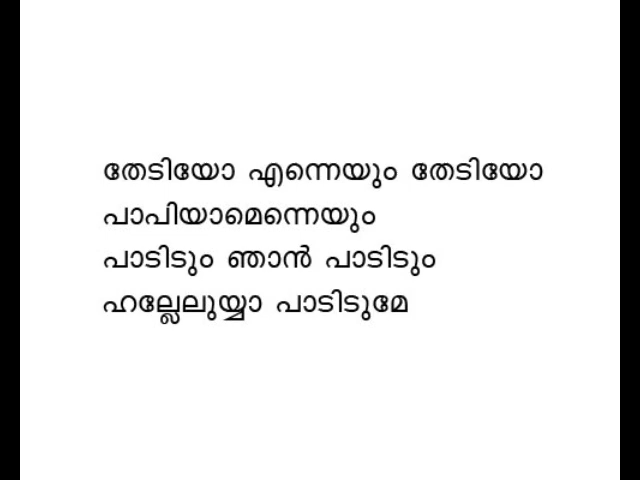 തേടിയോ എന്നെയും തേടിയോ
പാപിയാമെന്നെയും
പാടിടും ഞാൻ പാടിടും
ഹല്ലേലുയ്യാ പാടിടുമേ